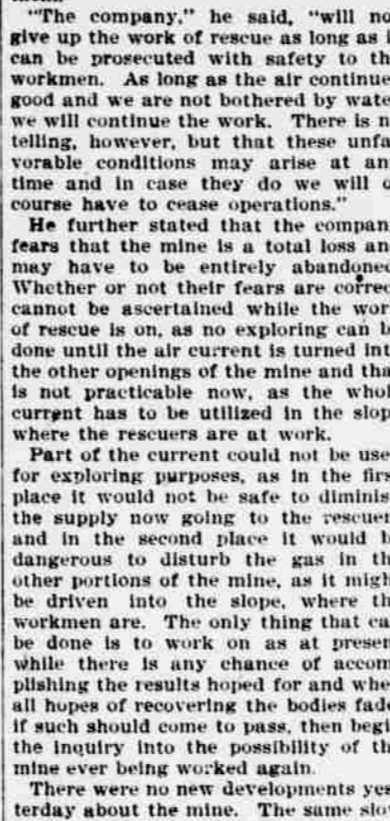 "The company," he said, "will no
give up the work of rescue as long as i
can be prosecuted with safety to th
workmen. As long as the air continue
good and we are not bothered by wate
we will continue the work. There is n
telling, however, but that these unfa
vorable conditions may arise at an
time and in case they do we will o
course have to cease operations."
He further stated that the compan
fears that the mine is a total loss an
may have to be entirely abandoned
Whether or not their fears are correc
cannot be ascertained while the wor
of rescue is on, as no exploring can b
done until the air current is turned int
the other openings of the mine and tha
is not practicable now, as the whol
current has to be utilized in the slop
where the rescuers are at work.
Part of the current could not be use
for exploring purposes, as in the firs
place it would not be safe to diminis
the supply now going to the rescuer
and in the second place it would b
dangerous to disturb the gas in th
other portions of the mine, as it migh
be driven into the slope, where th
workmen are. The only thing that ca
be done is to work on as at presen
while there is any chance of accom
plishing the results hoped for and whe
all hopes of recovering the bodies fade
if such should come to pass, then begi
the inquiry into the possibility of th
mine ever being worked again.
There were no new developments yes
terday about the mine. The same slow